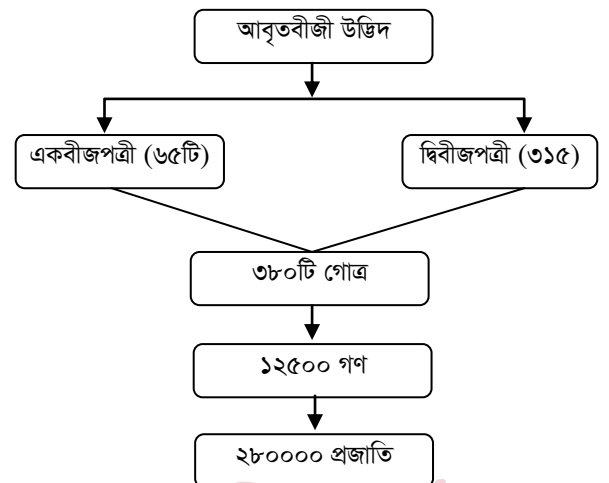 আবৃতবীজী উদ্ভিদ
একবীজপত্রী (৬৫টি)
দ্বিবীজপত্রী (৩১৫)
৩৮০টি গোত্র
১২৫০০ গণ
২৮০০০০ প্রজাতি